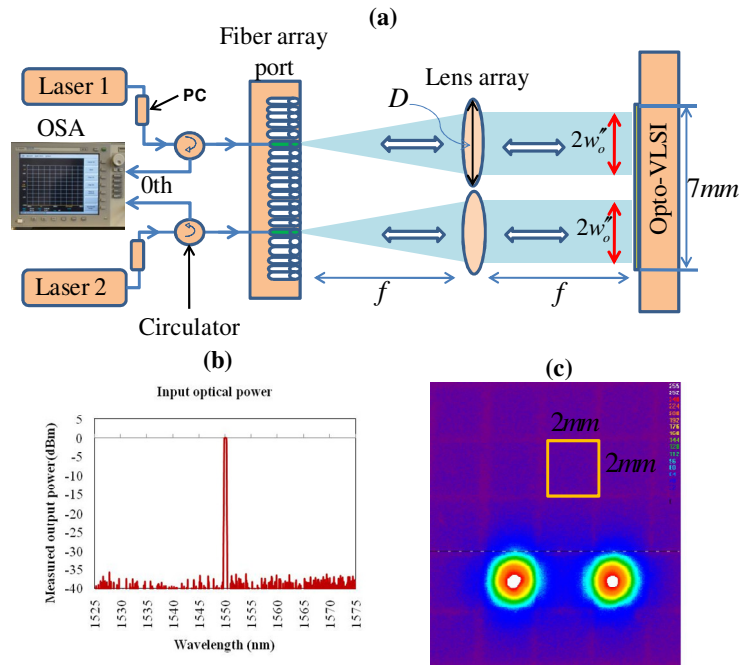 (a)
Fiber array
port
Laser 1
PC
OSA
0th
Lens array
D
2w″o
2w″o
7mm
Opto-VLSI
Laser 2
Circulator
f
f
(b)
Input optical power
Measured output power(dBm)
5
0
-5
-10
-15
-20
-25
-30
-35
-40
1525
1530
1535
1540
1545
1550
1555
1560
1565
1570
1575
Wavelength (nm)
(c)
2mm
2mm